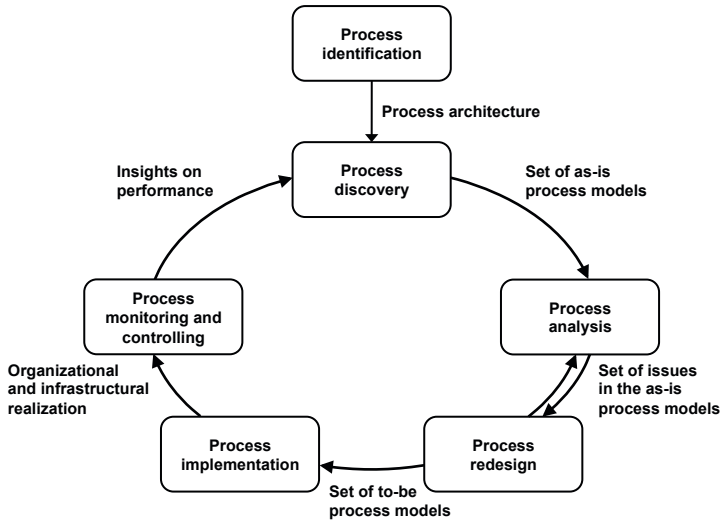 Process
identification
Process architecture
Process
discovery
Insights on
performance
Set of as-is
process models
Process
monitoring and
controlling
Process
analysis
Organizational
and infrastructural
realization
Set of issues
in the as-is
process models
Process
implementation
Process
redesign
Set of to-be
process models